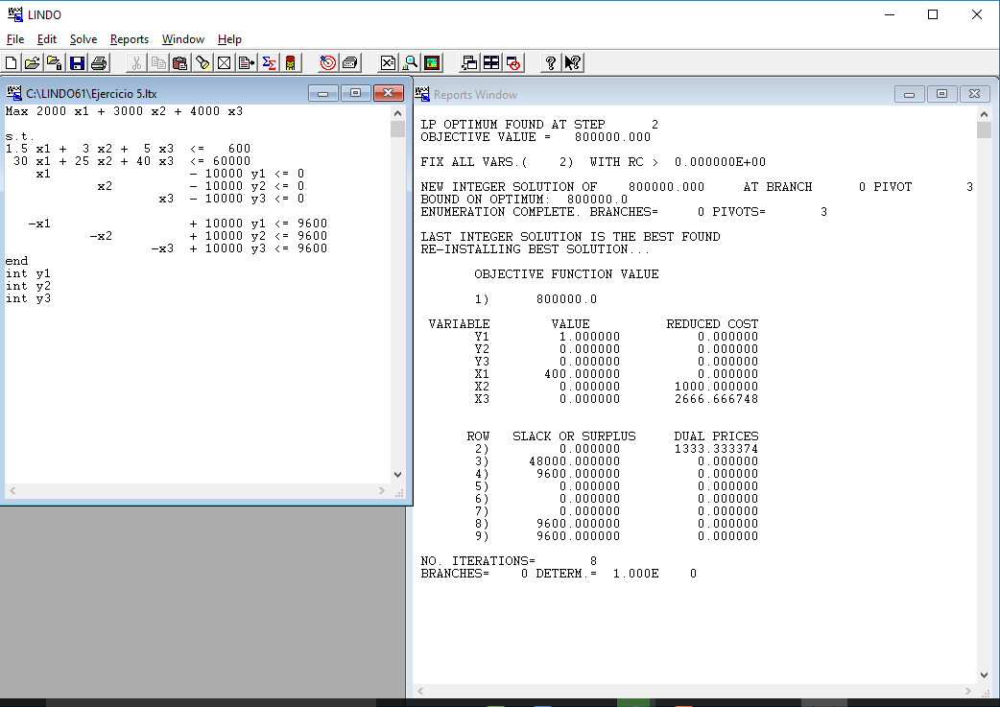 LINDO
File Edit Solve Reports Window Help
C:\LINDO61\Ejercicio 5.ltx
Max 2000 x1 + 3000 x2 + 4000 x3
s.t.
1.5 x1 + 3 x2 + 5 x3 <= 600
30 x1 + 25 x2 + 40 x3 <= 60000
x1 - 10000 y1 <= 0
x2 - 10000 y2 <= 0
x3 - 10000 y3 <= 0
-x1 + 10000 y1 <= 9600
-x2 + 10000 y2 <= 9600
-x3 + 10000 y3 <= 9600
end
int y1
int y2
int y3
Reports Window
LP OPTIMUM FOUND AT STEP 2
OBJECTIVE VALUE = 800000.000
FIX ALL VARS.( 2) WITH RC > 0.000000E+00
NEW INTEGER SOLUTION OF 800000.000 AT BRANCH 0 PIVOT 3
BOUND ON OPTIMUM: 800000.0
ENUMERATION COMPLETE. BRANCHES= 0 PIVOTS= 3
LAST INTEGER SOLUTION IS THE BEST FOUND
RE-INSTALLING BEST SOLUTION...
OBJECTIVE FUNCTION VALUE
1) 800000.0
VARIABLE VALUE REDUCED COST
Y1 1.000000 0.000000
Y2 0.000000 0.000000
Y3 0.000000 0.000000
X1 400.000000 0.000000
X2 0.000000 1000.000000
X3 0.000000 2666.666748
ROW SLACK OR SURPLUS DUAL PRICES
2) 0.000000 1333.333374
3) 48000.000000 0.000000
4) 9600.000000 0.000000
5) 0.000000 0.000000
6) 0.000000 0.000000
7) 0.000000 0.000000
8) 9600.000000 0.000000
9) 9600.000000 0.000000
NO. ITERATIONS= 8
BRANCHES= 0 DETERM.= 1.000E 0